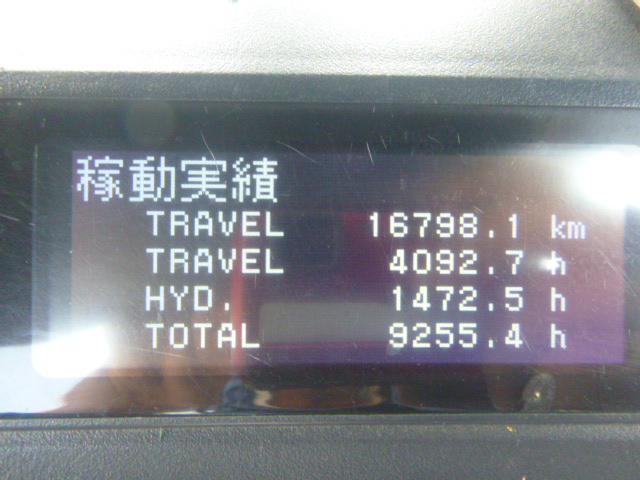 稼動実績
TRAVEL 16798.1 km
TRAVEL 4092.7 h
HYD. 1472.5 h
TOTAL 9255.4 h